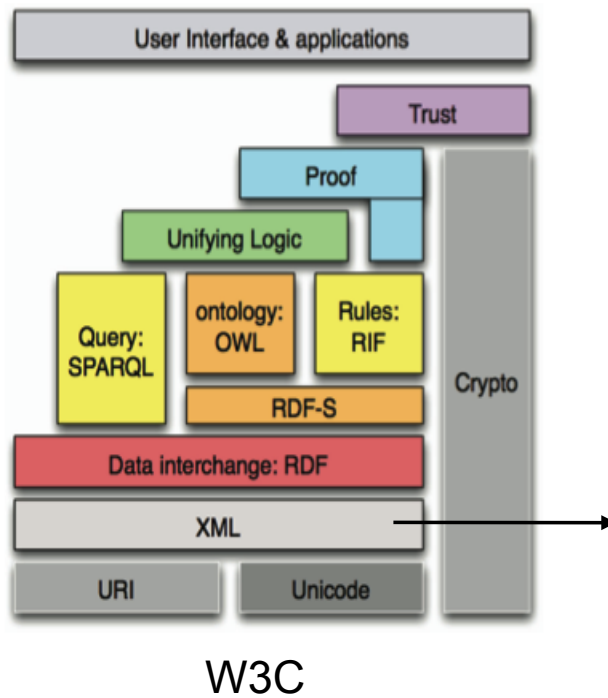 User Interface & applications
Trust
Proof
Unifying Logic
Query:
SPARQL
ontology:
OWL
Rules:
RIF
Crypto
RDF-S
Data interchange: RDF
XML
URI
Unicode
W3C